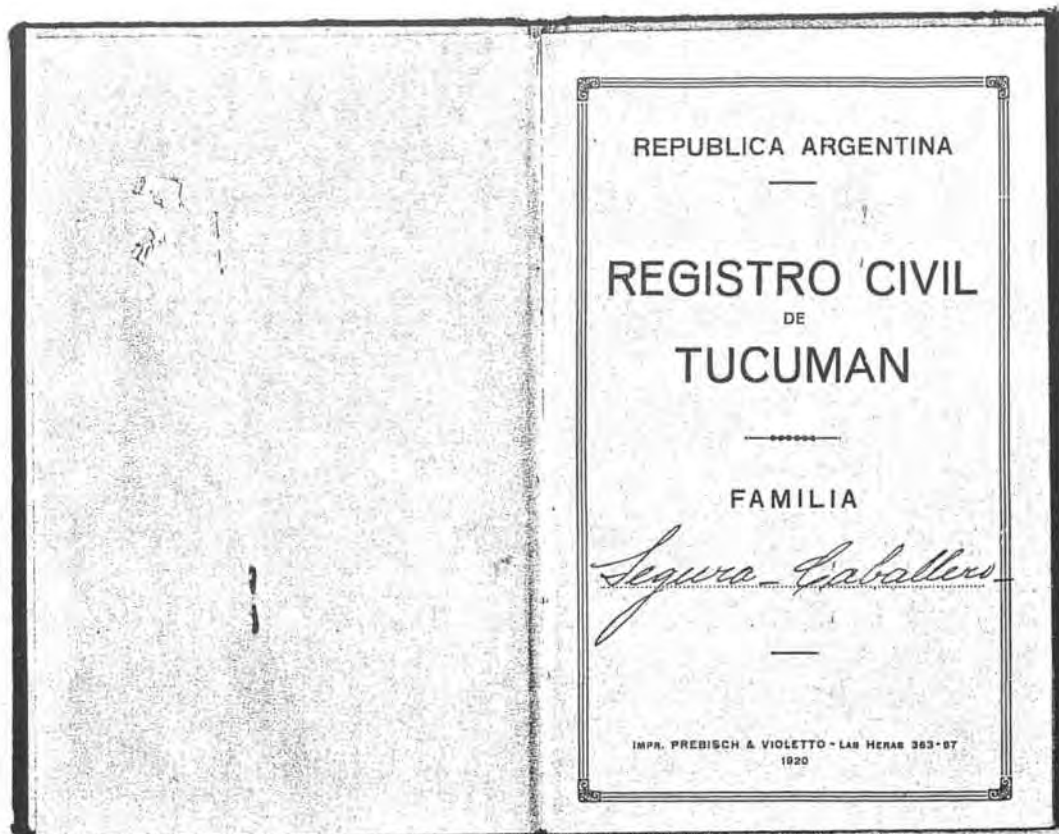 REPUBLICA ARGENTINA
REGISTRO CIVIL
DE
TUCUMAN
FAMILIA
Segura - Caballero -
IMPR. PREBISCH & VIOLETTO - LAS HERAS 363-67
1920